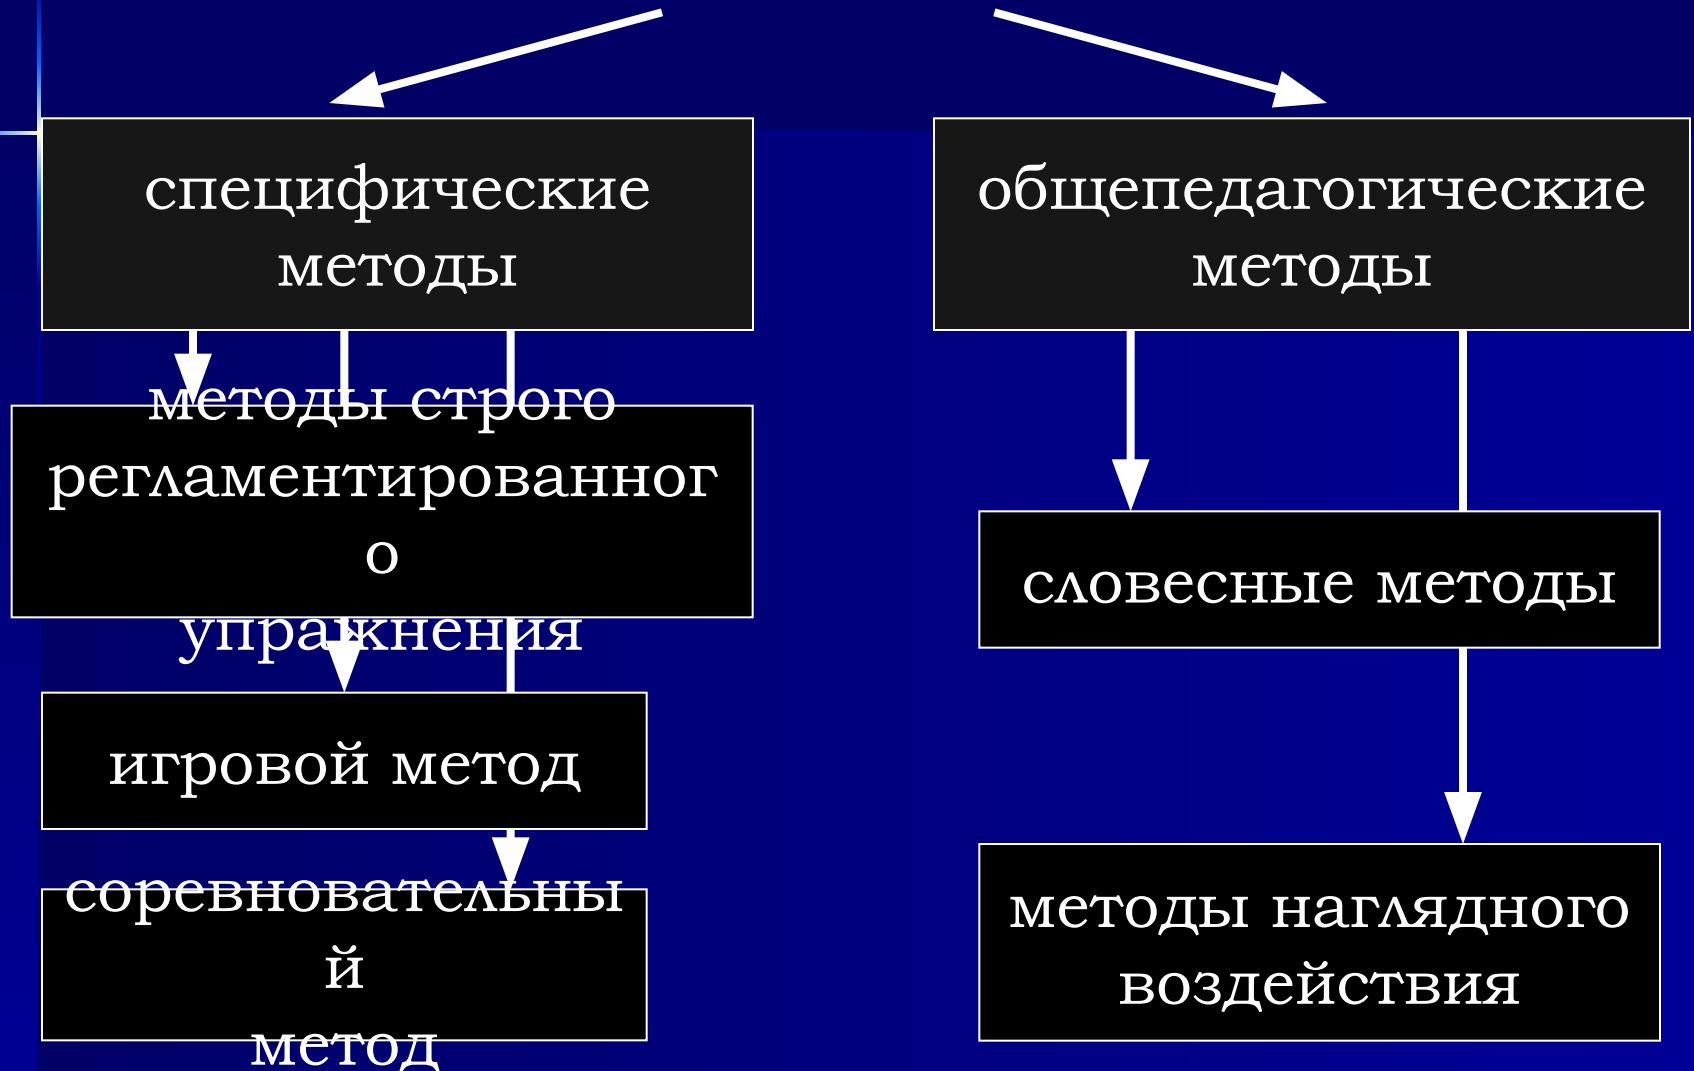 специфические
методы
методы строго
регламентированног
о
упражнения
игровой метод
соревновательны
й
метод
общепедагогические
методы
словесные методы
методы наглядного
воздействия